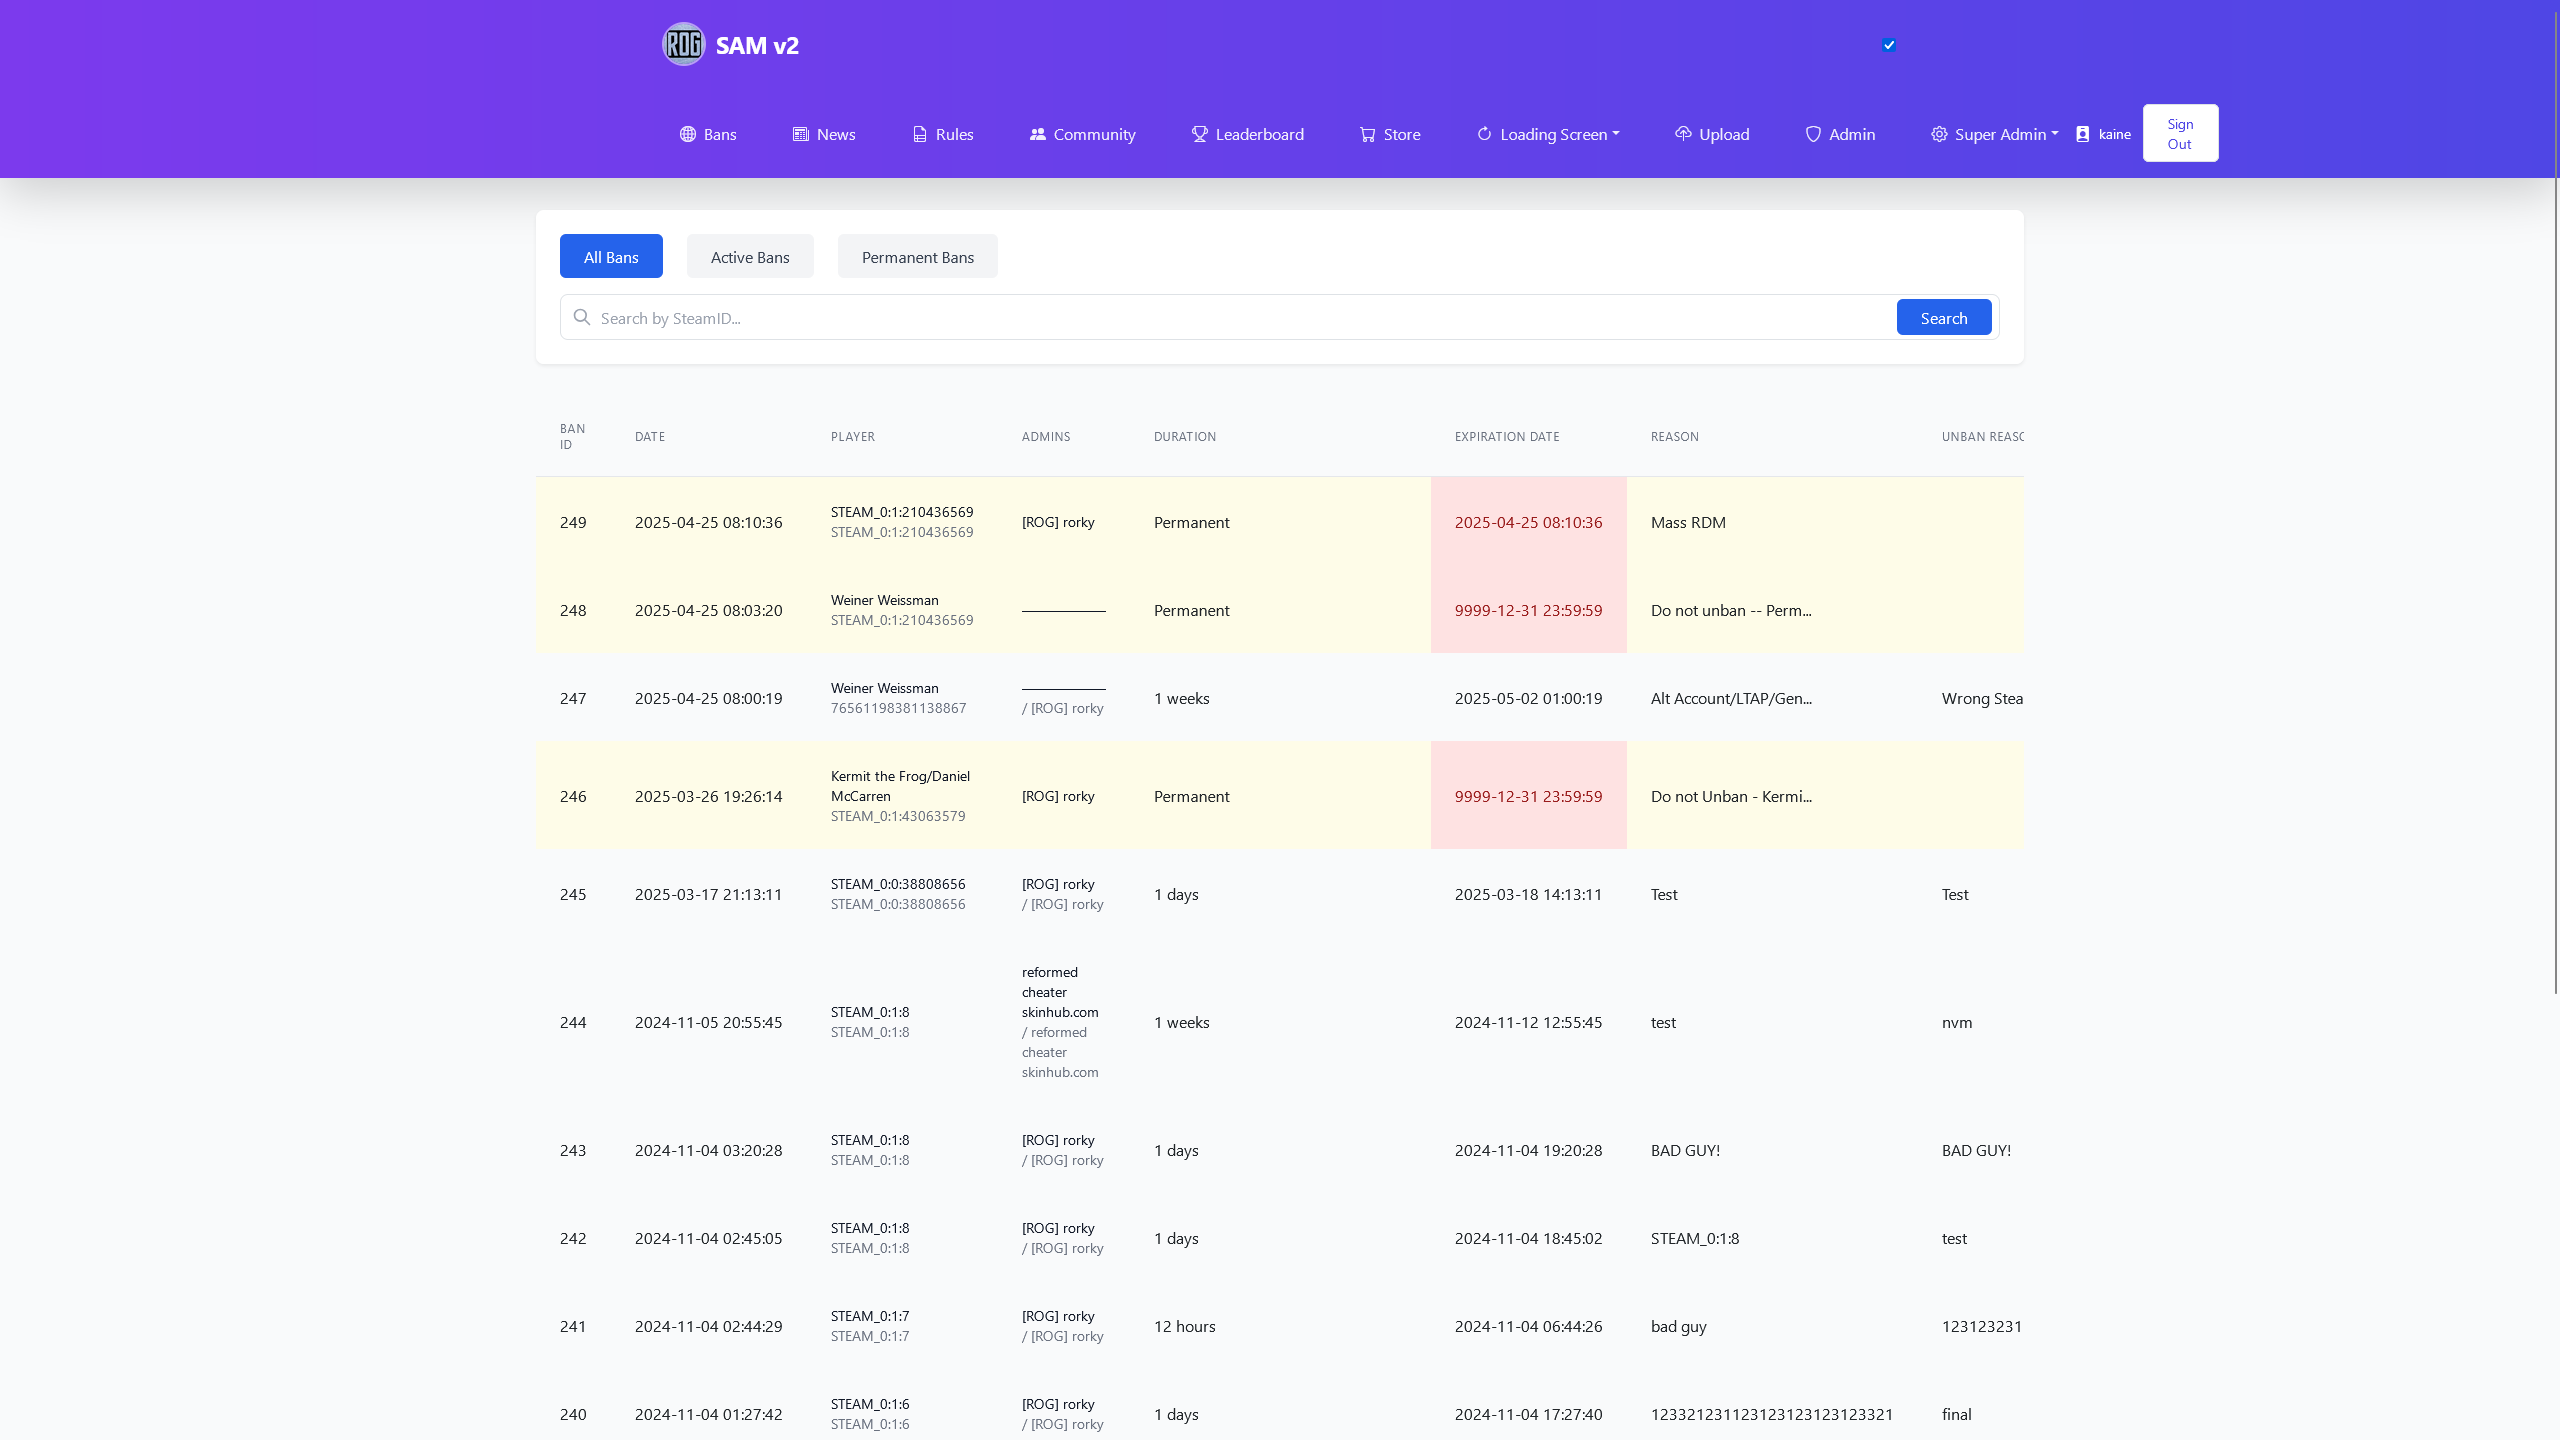 ROG SAM v2
Bans News Rules Community Leaderboard Store Loading Screen Upload Admin Super Admin kaine Sign Out
All Bans Active Bans Permanent Bans
Search by SteamID... Search
BAN ID DATE PLAYER ADMINS DURATION EXPIRATION DATE REASON UNBAN REASO
249 2025-04-25 08:10:36 STEAM_0:1:210436569 STEAM_0:1:210436569 [ROG] rorky Permanent 2025-04-25 08:10:36 Mass RDM
248 2025-04-25 08:03:20 Weiner Weissman STEAM_0:1:210436569 Permanent 9999-12-31 23:59:59 Do not unban -- Perm...
247 2025-04-25 08:00:19 Weiner Weissman 76561198381138867 / [ROG] rorky 1 weeks 2025-05-02 01:00:19 Alt Account/LTAP/Gen... Wrong Stea
246 2025-03-26 19:26:14 Kermit the Frog/Daniel McCarren STEAM_0:1:43063579 [ROG] rorky Permanent 9999-12-31 23:59:59 Do not Unban - Kermi...
245 2025-03-17 21:13:11 STEAM_0:0:38808656 STEAM_0:0:38808656 [ROG] rorky / [ROG] rorky 1 days 2025-03-18 14:13:11 Test Test
244 2024-11-05 20:55:45 STEAM_0:1:8 STEAM_0:1:8 reformed cheater skinhub.com / reformed cheater skinhub.com 1 weeks 2024-11-12 12:55:45 test nvm
243 2024-11-04 03:20:28 STEAM_0:1:8 STEAM_0:1:8 [ROG] rorky / [ROG] rorky 1 days 2024-11-04 19:20:28 BAD GUY! BAD GUY!
242 2024-11-04 02:45:05 STEAM_0:1:8 STEAM_0:1:8 [ROG] rorky / [ROG] rorky 1 days 2024-11-04 18:45:02 STEAM_0:1:8 test
241 2024-11-04 02:44:29 STEAM_0:1:7 STEAM_0:1:7 [ROG] rorky / [ROG] rorky 12 hours 2024-11-04 06:44:26 bad guy 123123231
240 2024-11-04 01:27:42 STEAM_0:1:6 STEAM_0:1:6 [ROG] rorky / [ROG] rorky 1 days 2024-11-04 17:27:40 123321231123123123123123321 final